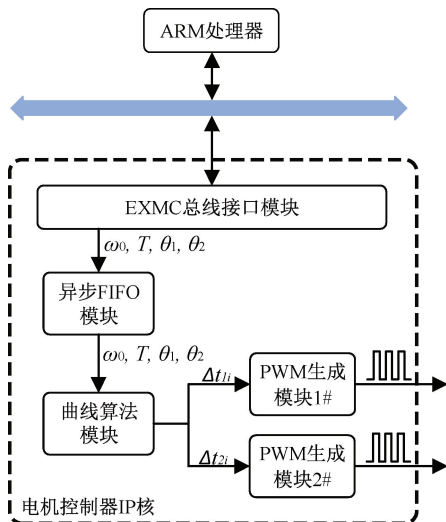 ARM处理器
EXMC总线接口模块
ω₀, T, θ₁, θ₂
异步FIFO
模块
ω₀, T, θ₁, θ₂
曲线算法
模块
Δt₁ᵢ
PWM生成
模块1#
Δt₂ᵢ
PWM生成
模块2#
电机控制器IP核